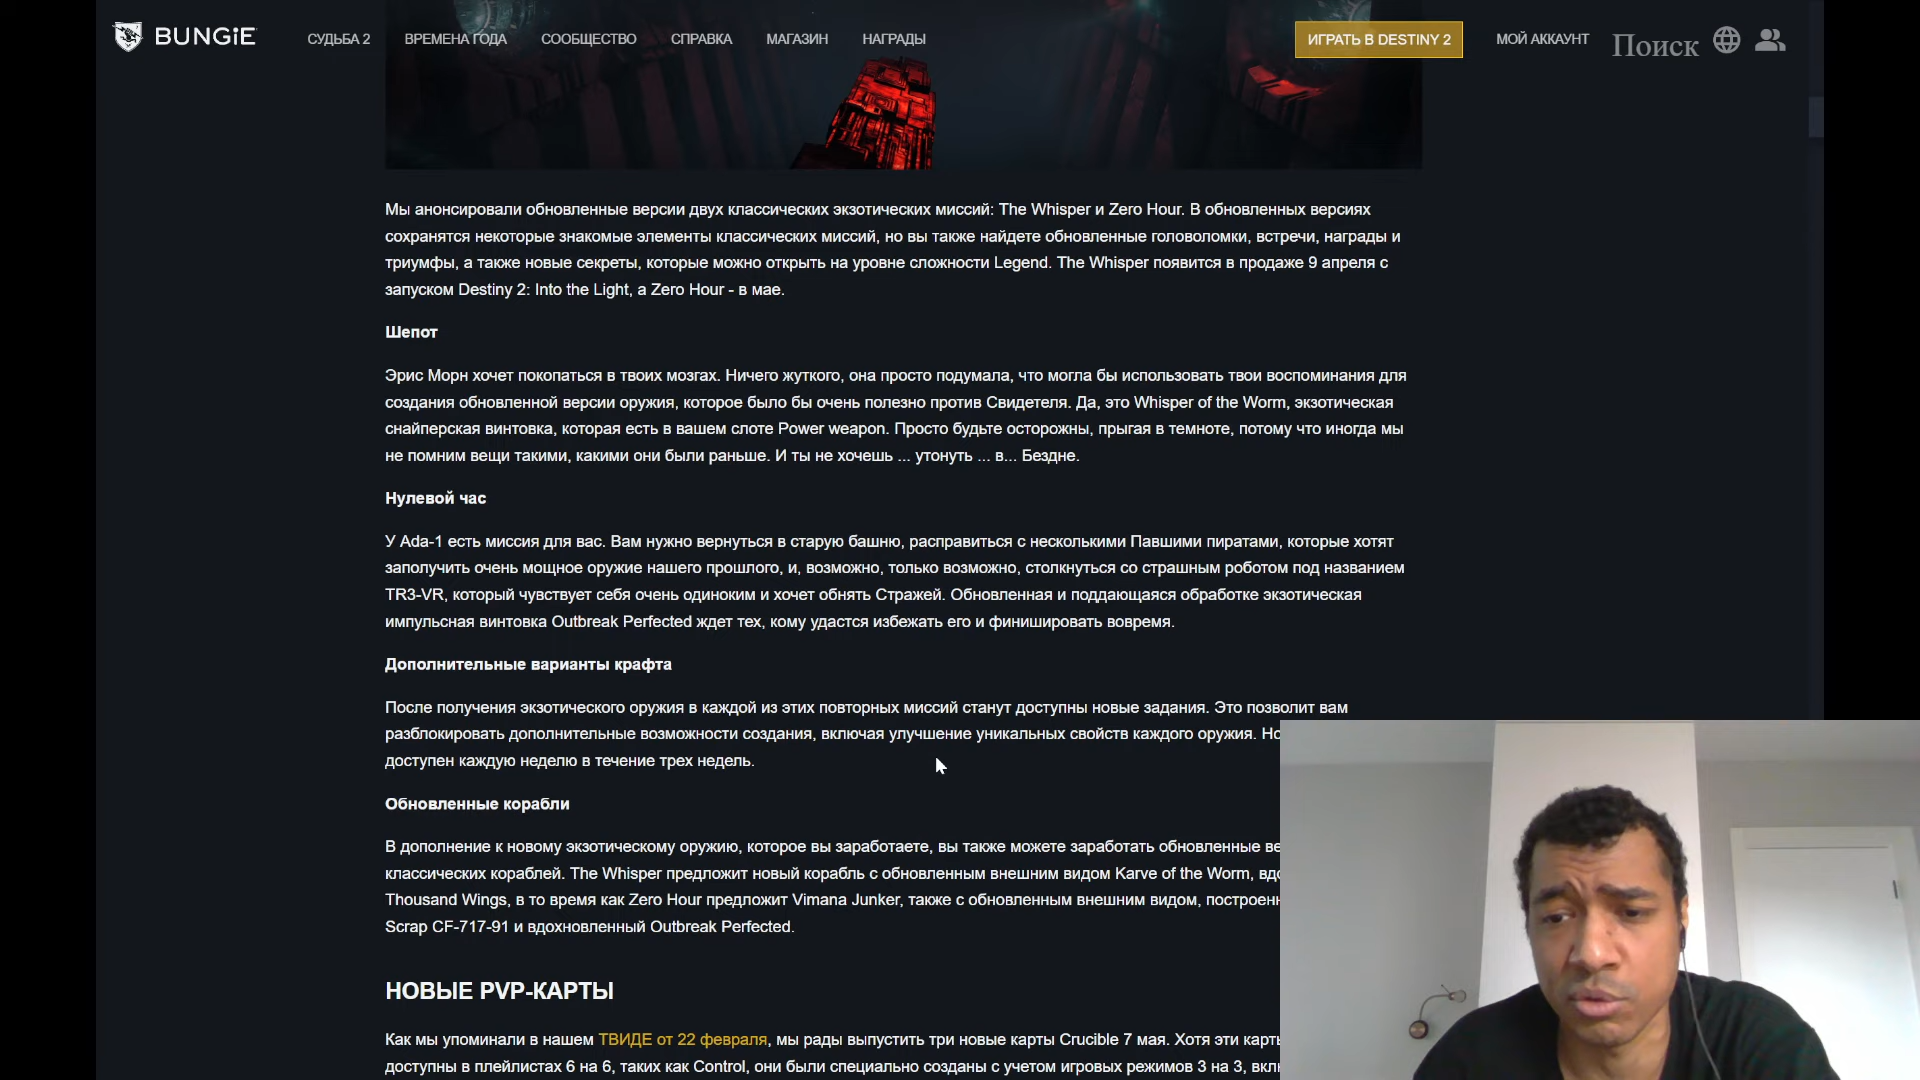 BUNGiE
СУДЬБА 2 ВРЕМЕНА ГОДА СООБЩЕСТВО СПРАВКА МАГАЗИН НАГРАДЫ ИГРАТЬ В DESTINY 2 МОЙ АККАУНТ Поиск
Мы анонсировали обновленные версии двух классических экзотических миссий: The Whisper и Zero Hour. В обновленных версиях
сохранятся некоторые знакомые элементы классических миссий, но вы также найдете обновленные головоломки, встречи, награды и
триумфы, а также новые секреты, которые можно открыть на уровне сложности Legend. The Whisper появится в продаже 9 апреля с
запуском Destiny 2: Into the Light, а Zero Hour - в мае.
Шепот
Эрис Морн хочет покопаться в твоих мозгах. Ничего жуткого, она просто подумала, что могла бы использовать твои воспоминания для
создания обновленной версии оружия, которое было бы очень полезно против Свидетеля. Да, это Whisper of the Worm, экзотическая
снайперская винтовка, которая есть в вашем слоте Power weapon. Просто будьте осторожны, прыгая в темноте, потому что иногда мы
не помним вещи такими, какими они были раньше. И ты не хочешь ... утонуть ... в... Бездне.
Нулевой час
У Ada-1 есть миссия для вас. Вам нужно вернуться в старую башню, расправиться с несколькими Павшими пиратами, которые хотят
заполучить очень мощное оружие нашего прошлого, и, возможно, только возможно, столкнуться со страшным роботом под названием
TR3-VR, который чувствует себя очень одиноким и хочет обнять Стражей. Обновленная и поддающаяся обработке экзотическая
импульсная винтовка Outbreak Perfected ждет тех, кому удастся избежать его и финишировать вовремя.
Дополнительные варианты крафта
После получения экзотического оружия в каждой из этих повторных миссий станут доступны новые задания. Это позволит вам
разблокировать дополнительные возможности создания, включая улучшение уникальных свойств каждого оружия. Но
доступен каждую неделю в течение трех недель.
Обновленные корабли
В дополнение к новому экзотическому оружию, которое вы заработаете, вы также можете заработать обновленные ве
классических кораблей. The Whisper предложит новый корабль с обновленным внешним видом Karve of the Worm, вдо
Thousand Wings, в то время как Zero Hour предложит Vimana Junker, также с обновленным внешним видом, построенн
Scrap CF-717-91 и вдохновленный Outbreak Perfected.
НОВЫЕ PVP-КАРТЫ
Как мы упоминали в нашем ТВИДЕ от 22 февраля, мы рады выпустить три новые карты Crucible 7 мая. Хотя эти карты
доступны в плейлистах 6 на 6, таких как Control, они были специально созданы с учетом игровых режимов 3 на 3, вкл